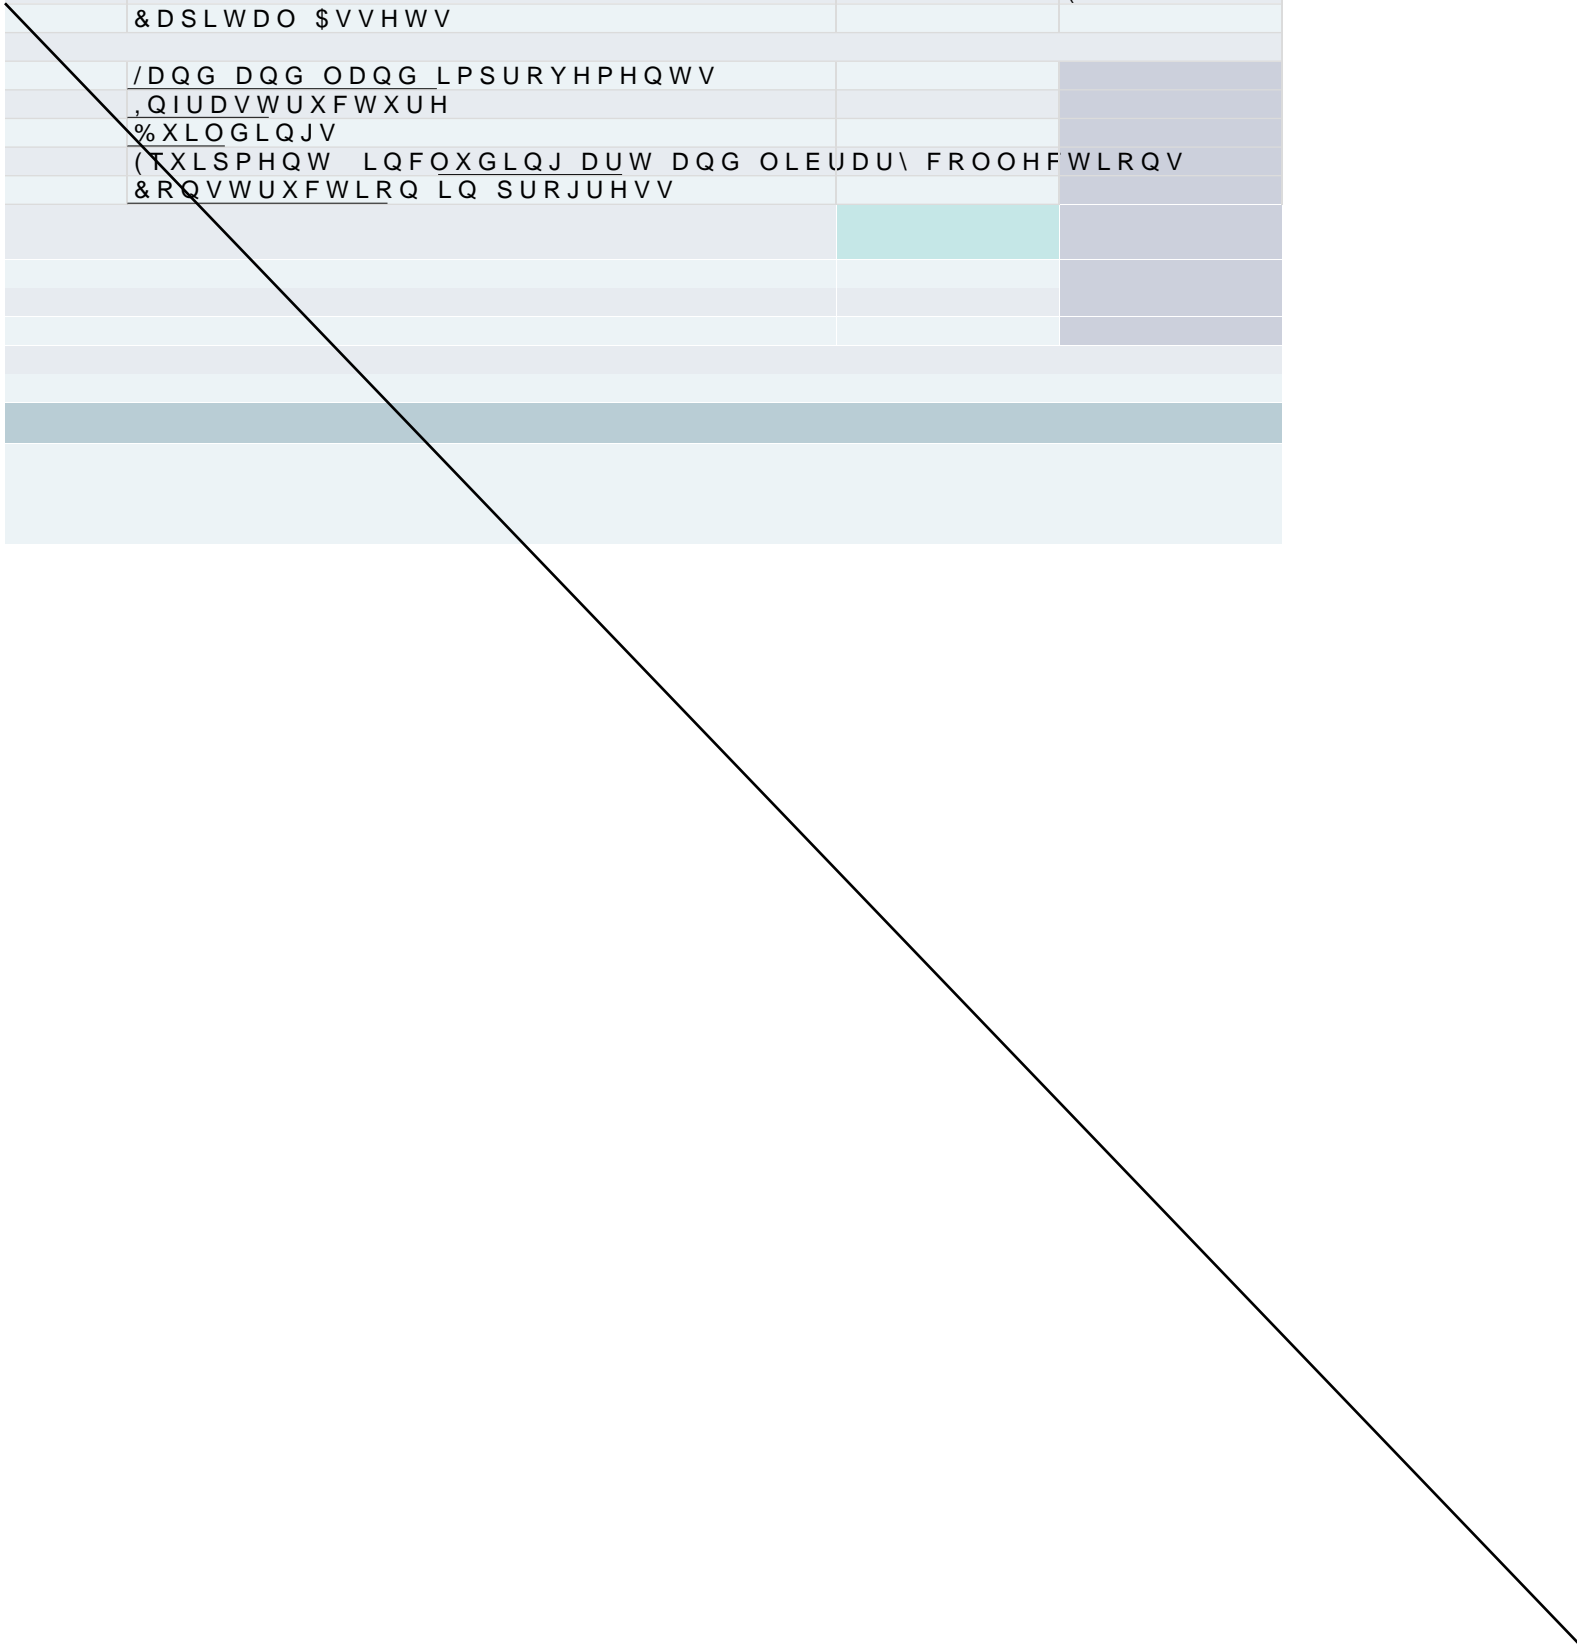 &DSLWDO $VVHWV
/DQG DQG ODQG LPSURYHPHQWV
,QIUDVWUXFWXUH
%XLOGLQJV
(TXLSPHQW LQFOXGLQJ DUW DQG OLEUDU\ FROOHFWLRQV
&RQVWUXFWLRQ LQ SURJUHVV